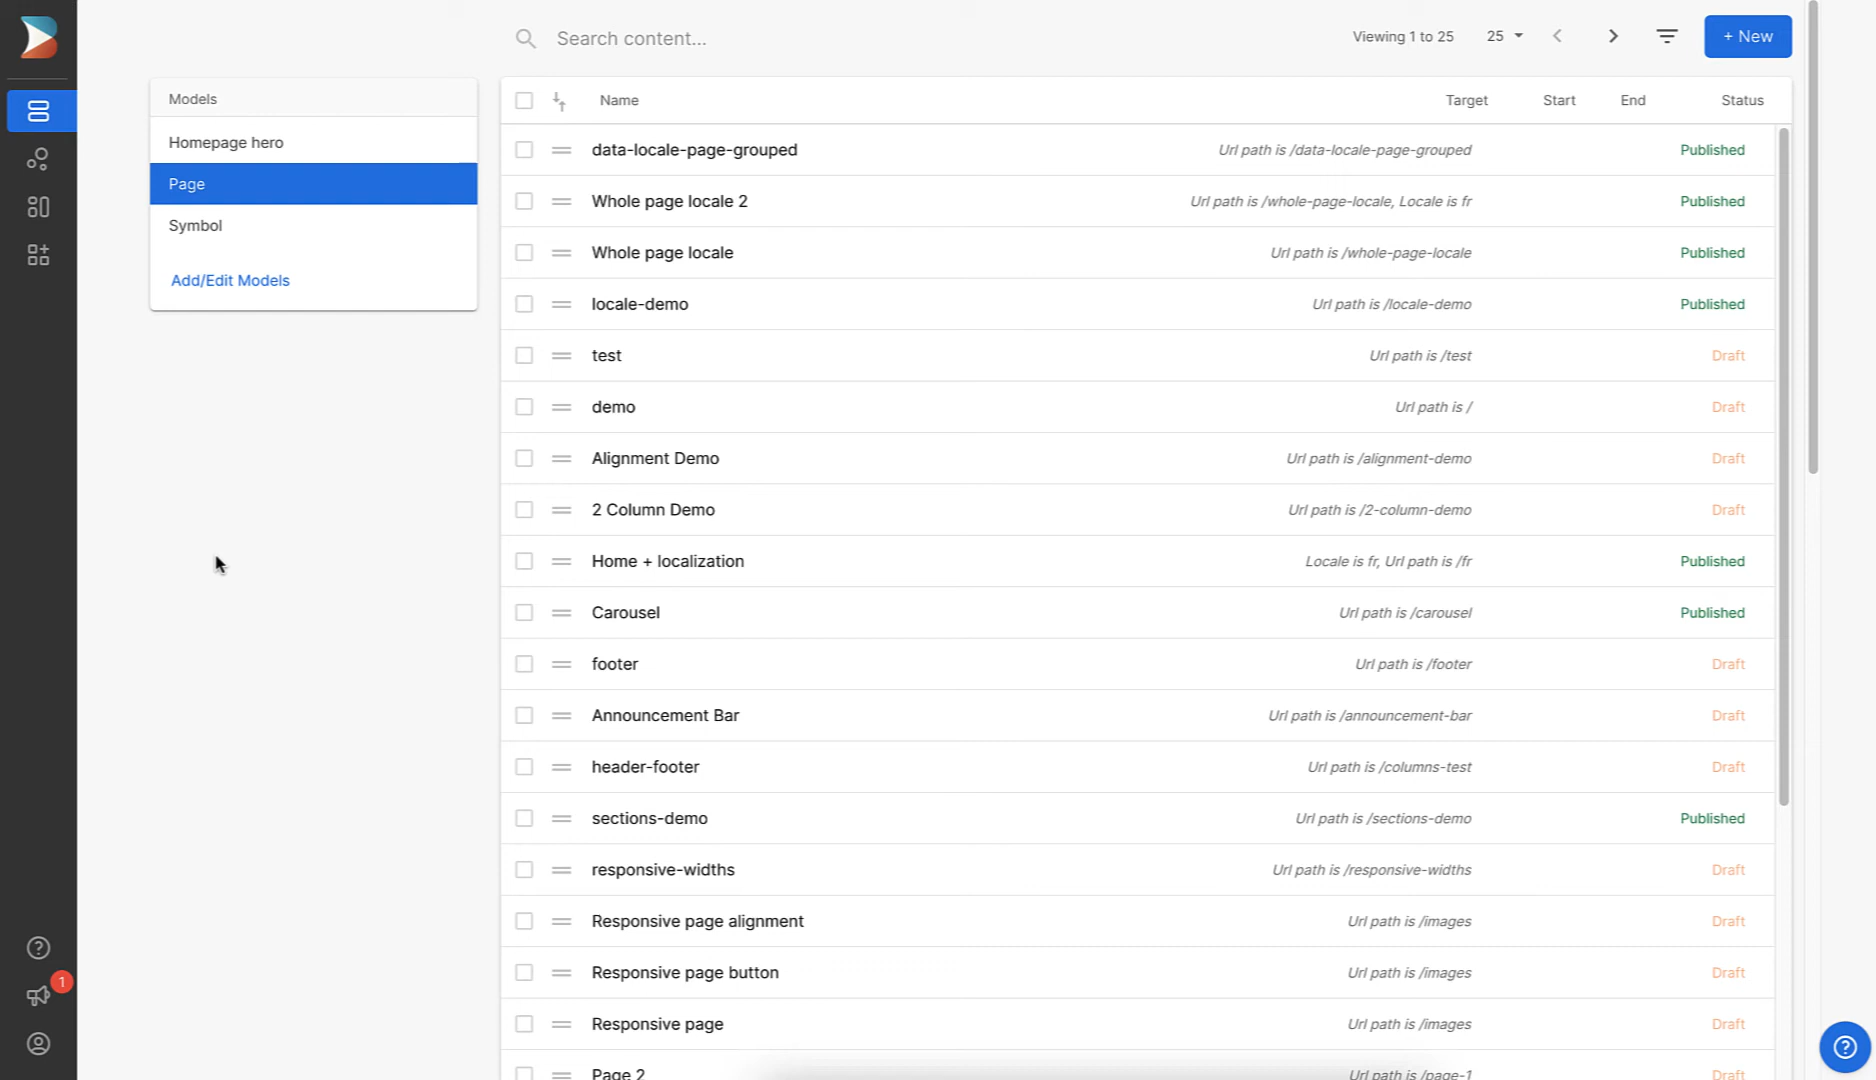 Search content...
Viewing 1 to 25
25
+ New
Models
Homepage hero
Page
Symbol
Add/Edit Models
Name Target Start End Status
data-locale-page-grouped Url path is /data-locale-page-grouped Published
Whole page locale 2 Url path is /whole-page-locale, Locale is fr Published
Whole page locale Url path is /whole-page-locale Published
locale-demo Url path is /locale-demo Published
test Url path is /test Draft
demo Url path is / Draft
Alignment Demo Url path is /alignment-demo Draft
2 Column Demo Url path is /2-column-demo Draft
Home + localization Locale is fr, Url path is /fr Published
Carousel Url path is /carousel Published
footer Url path is /footer Draft
Announcement Bar Url path is /announcement-bar Draft
header-footer Url path is /columns-test Draft
sections-demo Url path is /sections-demo Published
responsive-widths Url path is /responsive-widths Draft
Responsive page alignment Url path is /images Draft
Responsive page button Url path is /images Draft
Responsive page Url path is /images Draft
Page 2 Url path is /page-1 Draft
1